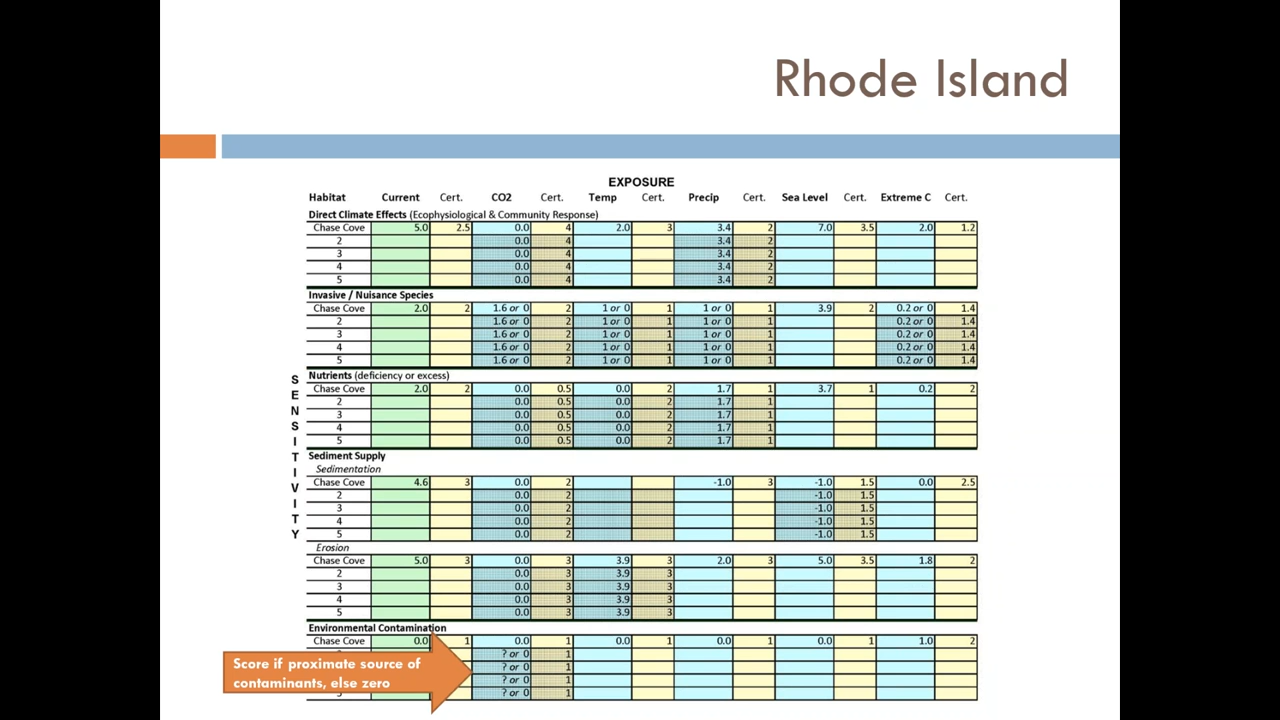 Rhode Island
EXPOSURE
Habitat Current Cert. CO2 Cert. Temp Cert. Precip Cert. Sea Level Cert. Extreme C Cert.
Direct Climate Effects (Ecophysiological & Community Response)
Chase Cove 5.0 2.5 0.0 4 2.0 3 3.4 2 7.0 3.5 2.0 1.2
2 0.0 4 3.4 2
3 0.0 4 3.4 2
4 0.0 4 3.4 2
5 0.0 4 3.4 2
Invasive / Nuisance Species
Chase Cove 2.0 2 1.6 or 0 2 1 or 0 1 1 or 0 1 3.9 2 0.2 or 0 1.4
2 1.6 or 0 2 1 or 0 1 1 or 0 1 0.2 or 0 1.4
3 1.6 or 0 2 1 or 0 1 1 or 0 1 0.2 or 0 1.4
4 1.6 or 0 2 1 or 0 1 1 or 0 1 0.2 or 0 1.4
5 1.6 or 0 2 1 or 0 1 1 or 0 1 0.2 or 0 1.4
SENSITIVITY
Nutrients (deficiency or excess)
Chase Cove 2.0 2 0.0 0.5 0.0 2 1.7 1 3.7 1 0.2 2
2 0.0 0.5 0.0 2 1.7 1
3 0.0 0.5 0.0 2 1.7 1
4 0.0 0.5 0.0 2 1.7 1
5 0.0 0.5 0.0 2 1.7 1
Sediment Supply
Sedimentation
Chase Cove 4.6 3 0.0 2 -1.0 3 -1.0 1.5 0.0 2.5
2 0.0 2 -1.0 1.5
3 0.0 2 -1.0 1.5
4 0.0 2 -1.0 1.5
5 0.0 2 -1.0 1.5
Erosion
Chase Cove 5.0 3 0.0 3 3.9 3 2.0 3 5.0 3.5 1.8 2
2 0.0 3 3.9 3
3 0.0 3 3.9 3
4 0.0 3 3.9 3
5 0.0 3 3.9 3
Environmental Contamination
Chase Cove 0.0 1 0.0 1 0.0 1 0.0 1 0.0 1 1.0 2
? or 0 1
? or 0 1
? or 0 1
? or 0 1
Score if proximate source of
contaminants, else zero